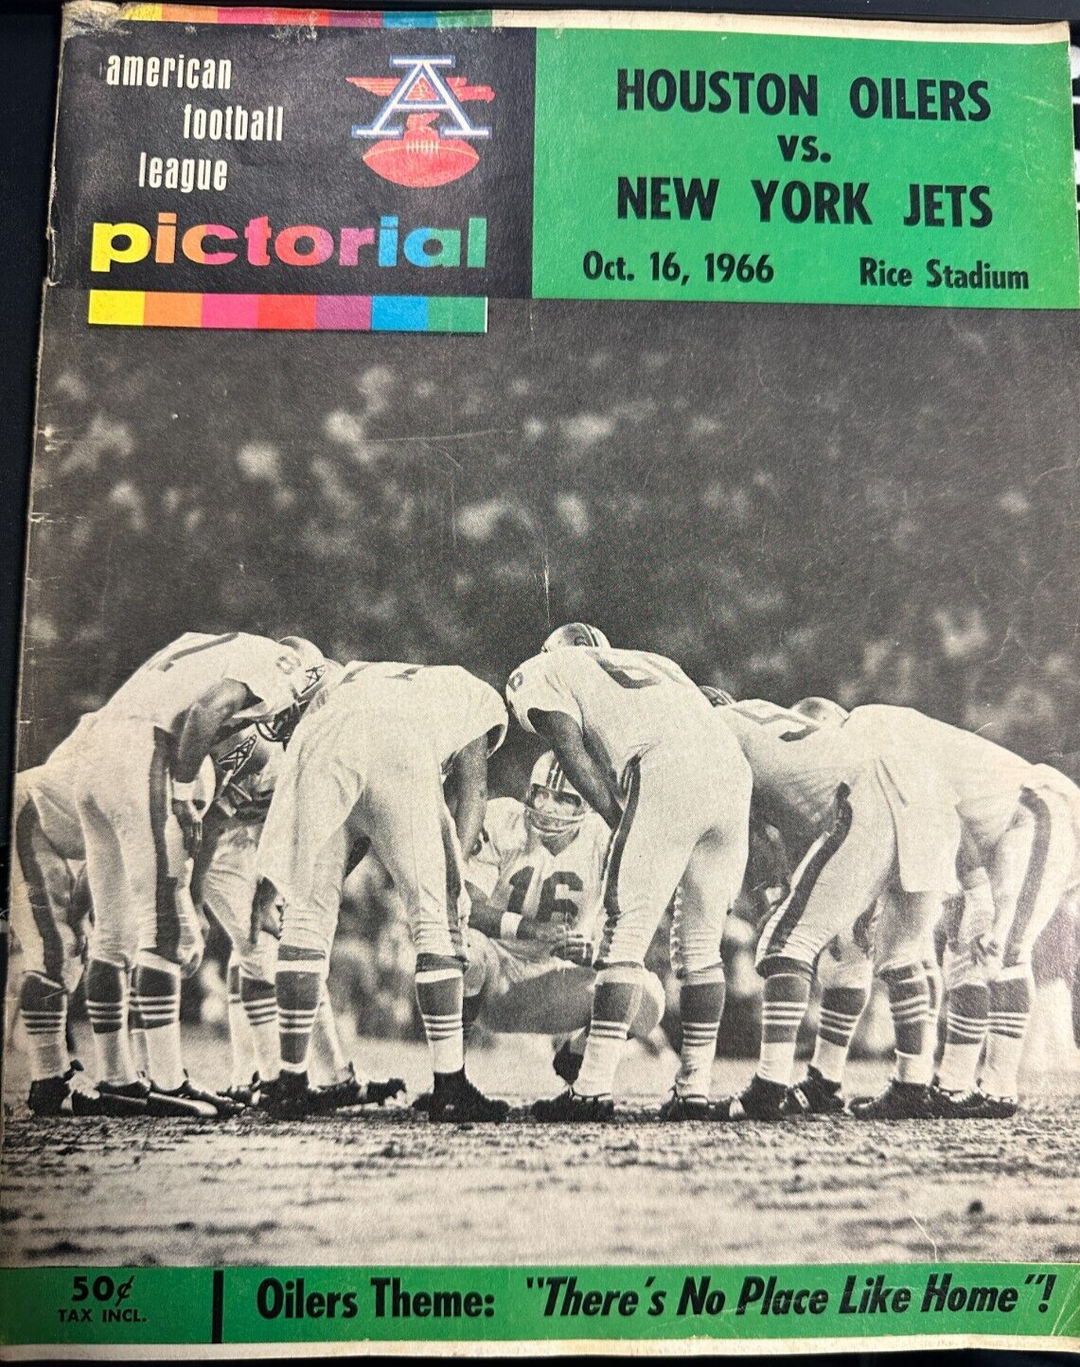 american
football
league
pictorial
A
HOUSTON OILERS
vs.
NEW YORK JETS
Oct. 16, 1966 Rice Stadium
16
50¢
TAX INCL.
Oilers Theme: "There's No Place Like Home"!